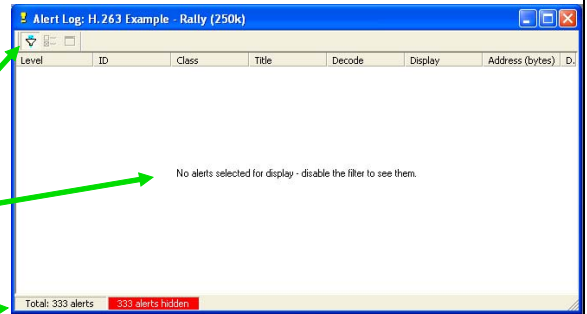 Alert Log: H.263 Example - Rally (250k)
Level ID Class Title Decode Display Address (bytes) D.
No alerts selected for display - disable the filter to see them.
Total: 333 alerts 333 alerts hidden